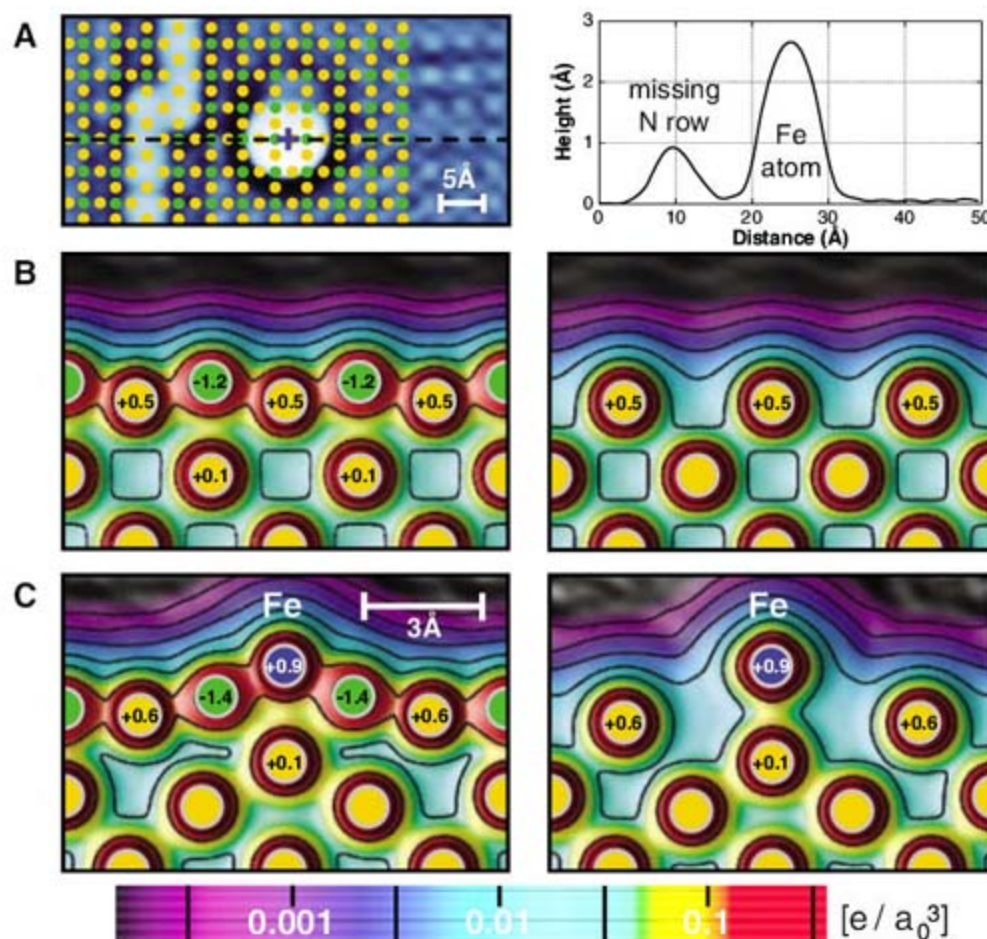 A
5Å
Height (Å)
3
2
1
0
missing
N row
Fe
atom
0 10 20 30 40 50
Distance (Å)
B
-1.2 -1.2
+0.5 +0.5 +0.5
+0.1 +0.1
+0.5 +0.5 +0.5
C
Fe
3Å
+0.9
-1.4 -1.4
+0.6 +0.6
+0.1
Fe
+0.9
+0.6 +0.6
+0.1
0.001 0.01 0.1 [e / a₀³]